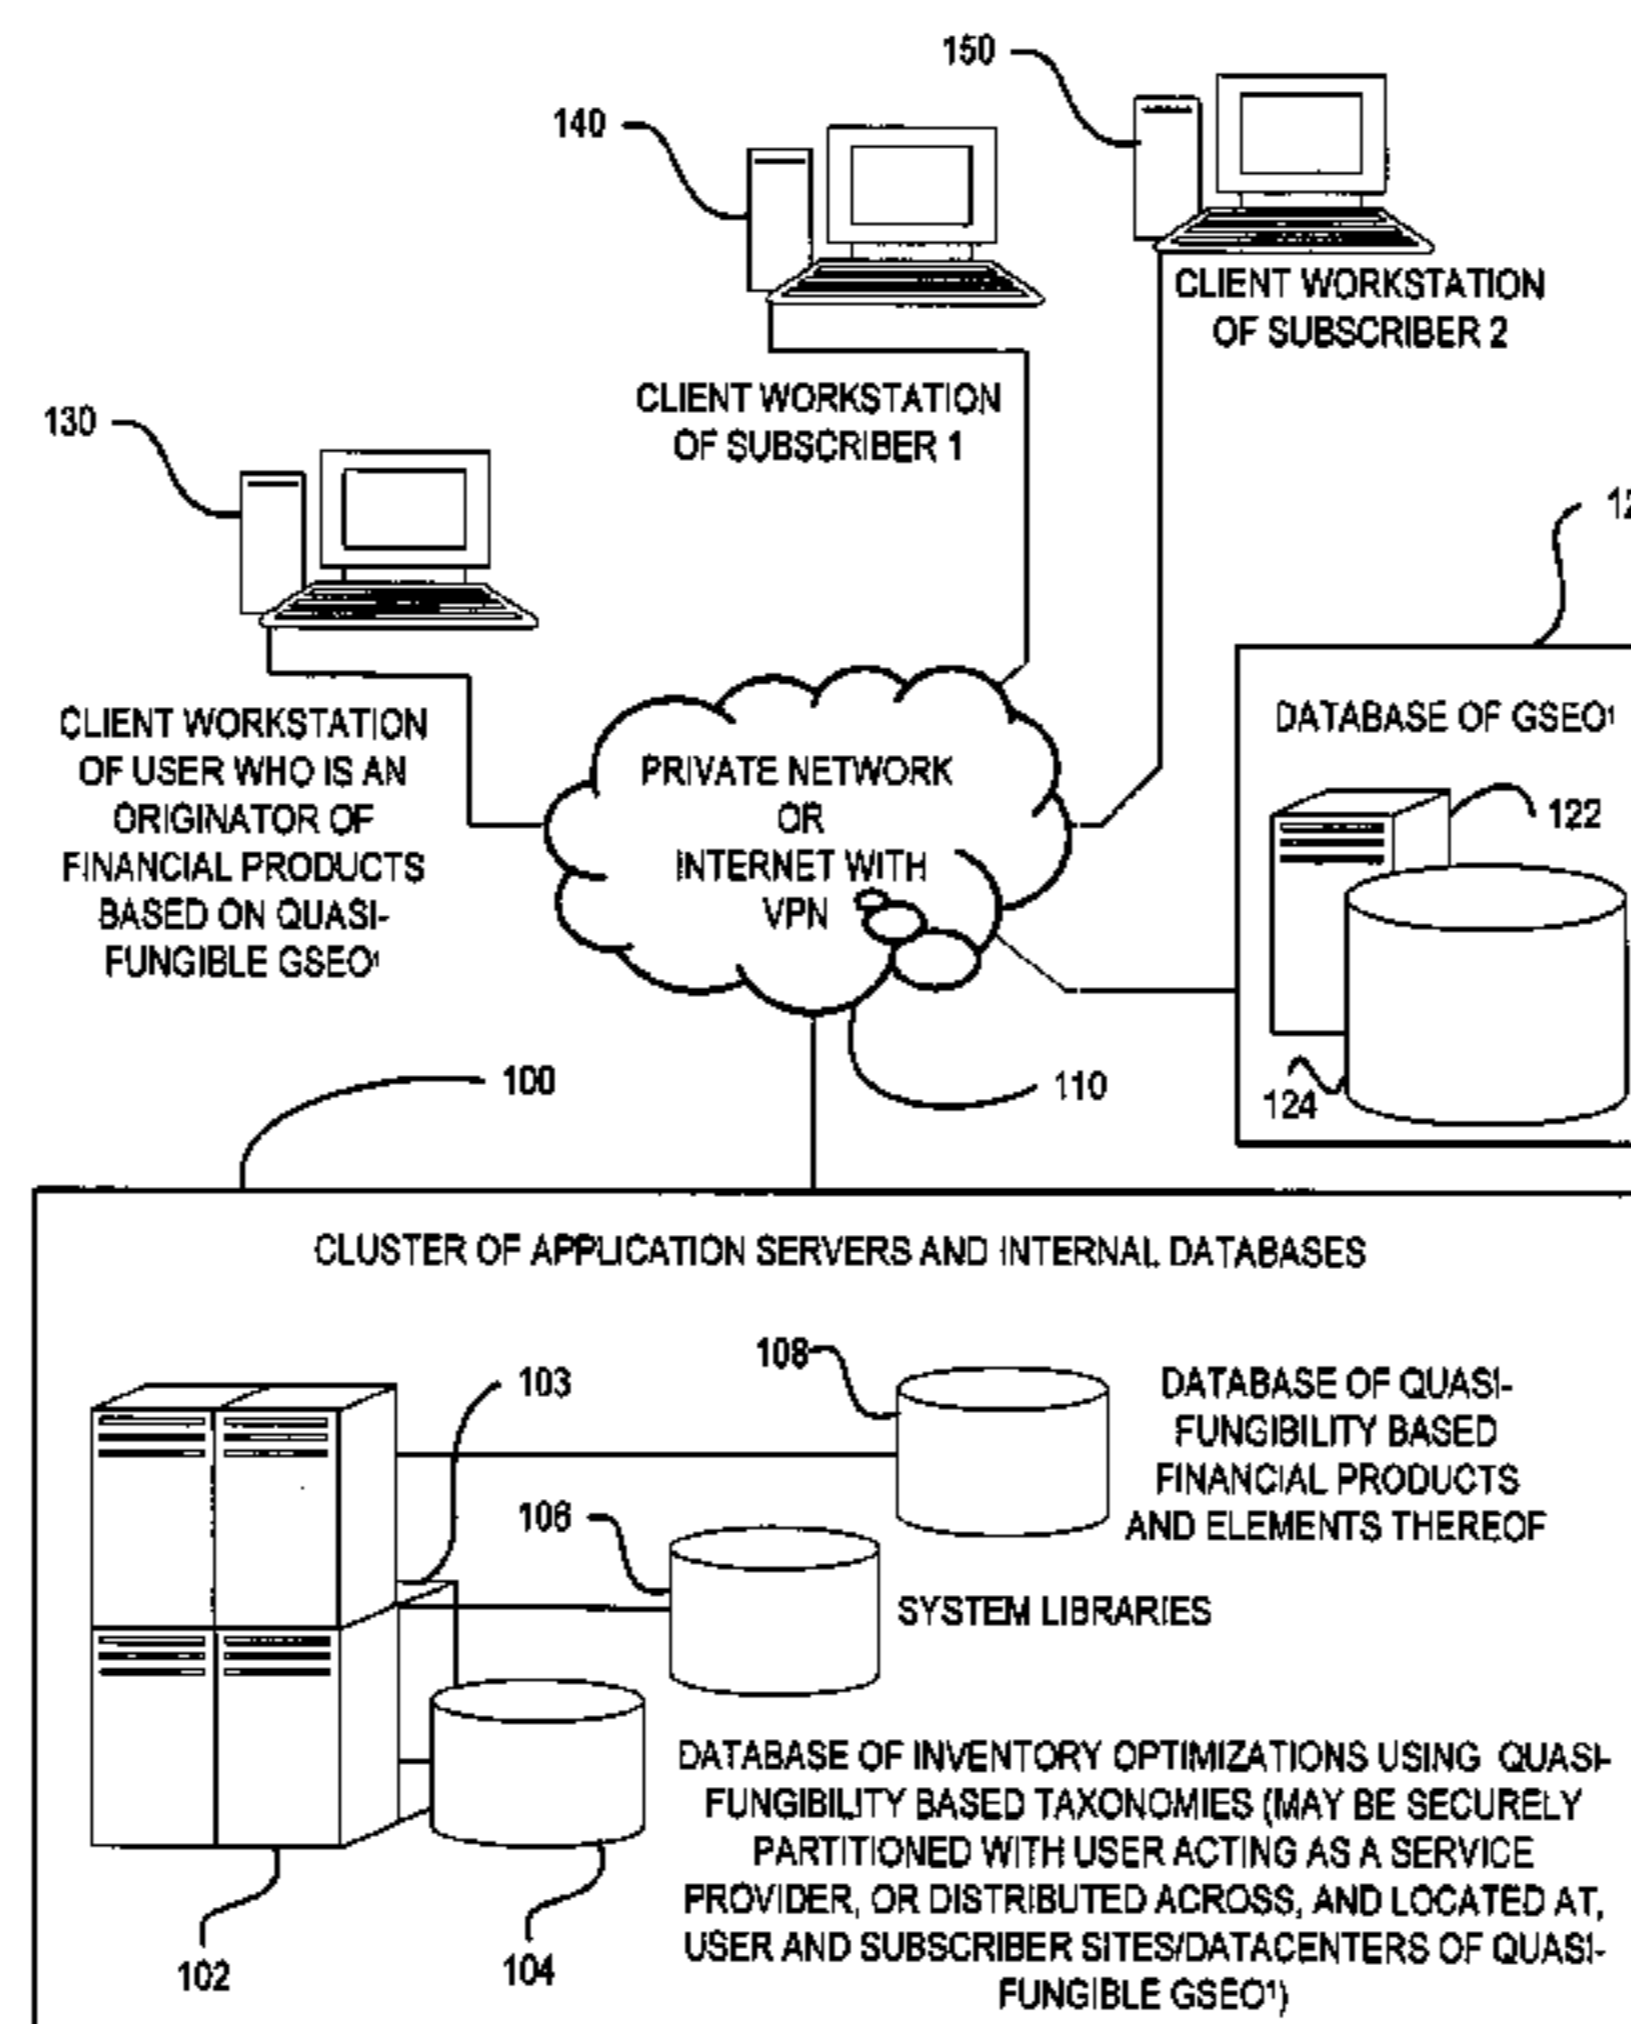 150
140
CLIENT WORKSTATION
OF SUBSCRIBER 2
CLIENT WORKSTATION
OF SUBSCRIBER 1
130
DATABASE OF GSEO¹
122
124
CLIENT WORKSTATION
OF USER WHO IS AN
ORIGINATOR OF
FINANCIAL PRODUCTS
BASED ON QUASI-
FUNGIBLE GSEO¹
PRIVATE NETWORK
OR
INTERNET WITH
VPN
100
110
CLUSTER OF APPLICATION SERVERS AND INTERNAL DATABASES
108
103
DATABASE OF QUASI-
FUNGIBILITY BASED
FINANCIAL PRODUCTS
AND ELEMENTS THEREOF
106
SYSTEM LIBRARIES
DATABASE OF INVENTORY OPTIMIZATIONS USING QUASI-
FUNGIBILITY BASED TAXONOMIES (MAY BE SECURELY
PARTITIONED WITH USER ACTING AS A SERVICE
PROVIDER, OR DISTRIBUTED ACROSS, AND LOCATED AT,
USER AND SUBSCRIBER SITES/DATACENTERS OF QUASI-
FUNGIBLE GSEO¹)
102
104